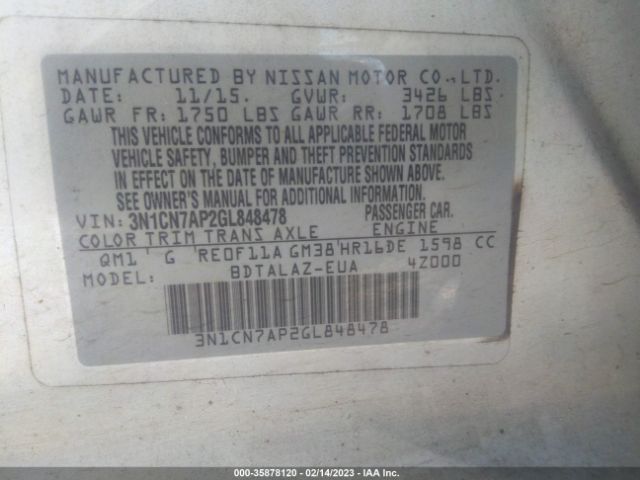 MANUFACTURED BY NISSAN MOTOR CO., LTD.
DATE: 11/15. GVWR: 3426 LBS
GAWR FR: 1750 LBS GAWR RR: 1708 LBS
THIS VEHICLE CONFORMS TO ALL APPLICABLE FEDERAL MOTOR
VEHICLE SAFETY, BUMPER AND THEFT PREVENTION STANDARDS
IN EFFECT ON THE DATE OF MANUFACTURE SHOWN ABOVE.
SEE OWNER'S MANUAL FOR ADDITIONAL INFORMATION.
VIN: 3N1CN7AP2GL848478 PASSENGER CAR.
COLOR TRIM TRANS AXLE ENGINE
QM1 G RE0F11A GM38 HR16DE 1598 CC
MODEL: BDTALAZ-EUA 4Z000
3N1CN7AP2GL848478
000-35878120 - 02/14/2023 - IAA Inc.